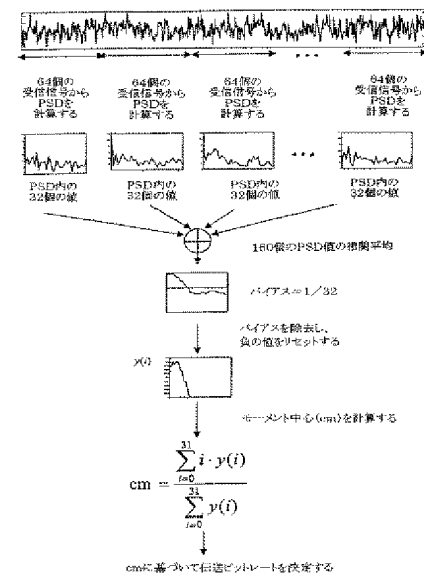 64個の
受信信号から
PSDを
計算する
64個の
受信信号から
PSDを
計算する
64個の
受信信号から
PSDを
計算する
64個の
受信信号から
PSDを
計算する
PSD内の
32個の値
PSD内の
32個の値
PSD内の
32個の値
PSD内の
32個の値
160個のPSD値の積関平均
バイアス=1/32
バイアスを除去し、
負の値をリセットする
y(i)
モーメント中心(cm)を計算する
cm = \frac{\sum_{i=0}^{31} i \cdot y(i)}{\sum_{i=0}^{31} y(i)}
cmに基づいて伝送ビットレートを決定する